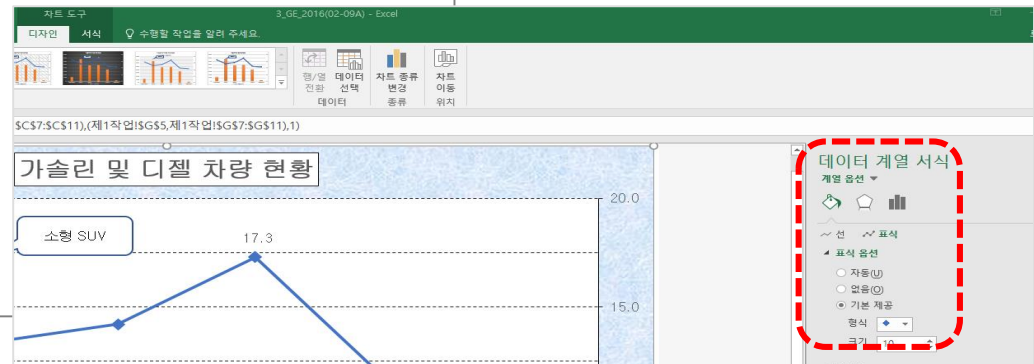 차트 도구
3_GE_2016(02-09A) - Excel
디자인
서식
수행할 작업을 알려 주세요.
행/열 전환
데이터 선택
차트 종류 변경
차트 이동
데이터
종류
위치
$C$7:$C$11),(제1작업!$G$5,제1작업!$G$7:$G$11),1)
가솔린 및 디젤 차량 현황
20.0
소형 SUV
17.3
15.0
데이터 계열 서식
계열 옵션
선
표식
표식 옵션
자동(U)
없음(O)
기본 제공
형식
크기 10